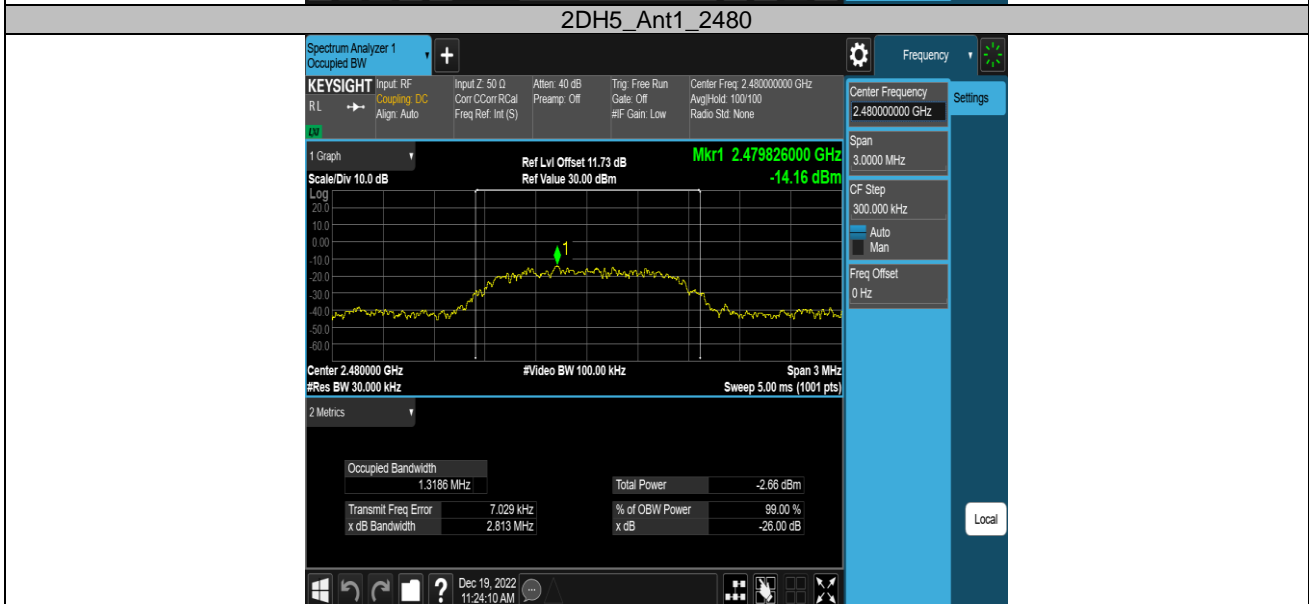 2DH5_Ant1_2480
Spectrum Analyzer 1
Occupied BW
+
Frequency
KEYSIGHT
RL
LXI
Input: RF
Coupling: DC
Align: Auto
Input Z: 50 Ω
Corr CCorr RCal
Freq Ref: Int (S)
Atten: 40 dB
Preamp: Off
Trig: Free Run
Gate: Off
#IF Gain: Low
Center Freq: 2.480000000 GHz
Avg|Hold: 100/100
Radio Std: None
Center Frequency
2.480000000 GHz
Settings
Span
3.0000 MHz
CF Step
300.000 kHz
Auto
Man
Freq Offset
0 Hz
Local
1 Graph
Scale/Div 10.0 dB
Ref Lvl Offset 11.73 dB
Ref Value 30.00 dBm
Mkr1 2.479826000 GHz
-14.16 dBm
Log
20.0
10.0
0.00
-10.0
-20.0
-30.0
-40.0
-50.0
-60.0
1
Center 2.480000 GHz
#Res BW 30.000 kHz
#Video BW 100.00 kHz
Span 3 MHz
Sweep 5.00 ms (1001 pts)
2 Metrics
Occupied Bandwidth
1.3186 MHz
Transmit Freq Error 7.029 kHz
x dB Bandwidth 2.813 MHz
Total Power -2.66 dBm
% of OBW Power 99.00 %
x dB -26.00 dB
?
Dec 19, 2022
11:24:10 AM